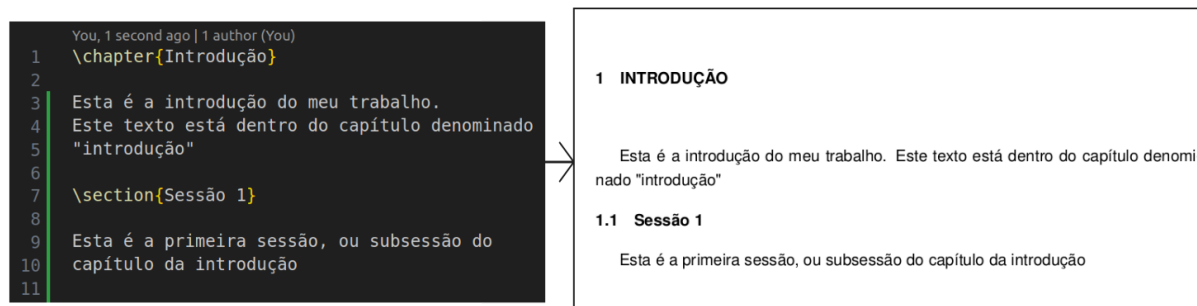 You, 1 second ago | 1 author (You)
1 \chapter{Introdução}
2
3 Esta é a introdução do meu trabalho.
4 Este texto está dentro do capítulo denominado
5 "introdução"
6
7 \section{Sessão 1}
8
9 Esta é a primeira sessão, ou subsessão do
10 capítulo da introdução
11
1 INTRODUÇÃO
Esta é a introdução do meu trabalho. Este texto está dentro do capítulo denomi
nado "introdução"
1.1 Sessão 1
Esta é a primeira sessão, ou subsessão do capítulo da introdução